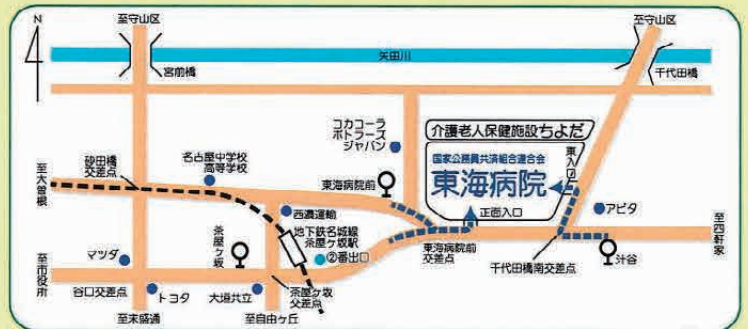 N
至守山区
至守山区
矢田川
宮前橋
千代田橋
コカコーラ
ボトラーズ
ジャパン
介護老人保健施設ちよだ
国家公務員共済組合連合会
東海病院
東入口
正面入口
砂田橋
交差点
名古屋中学校
高等学校
東海病院前
至大曽根
西濃運輸
アピタ
地下鉄名城線
茶屋ヶ坂駅
②番出口
茶屋ヶ坂
東海病院前
交差点
千代田橋南交差点
汁谷
至四軒家
マツダ
至市役所
谷口交差点
トヨタ
大垣共立
茶屋ヶ坂
交差点
至末盛通
至自由ヶ丘